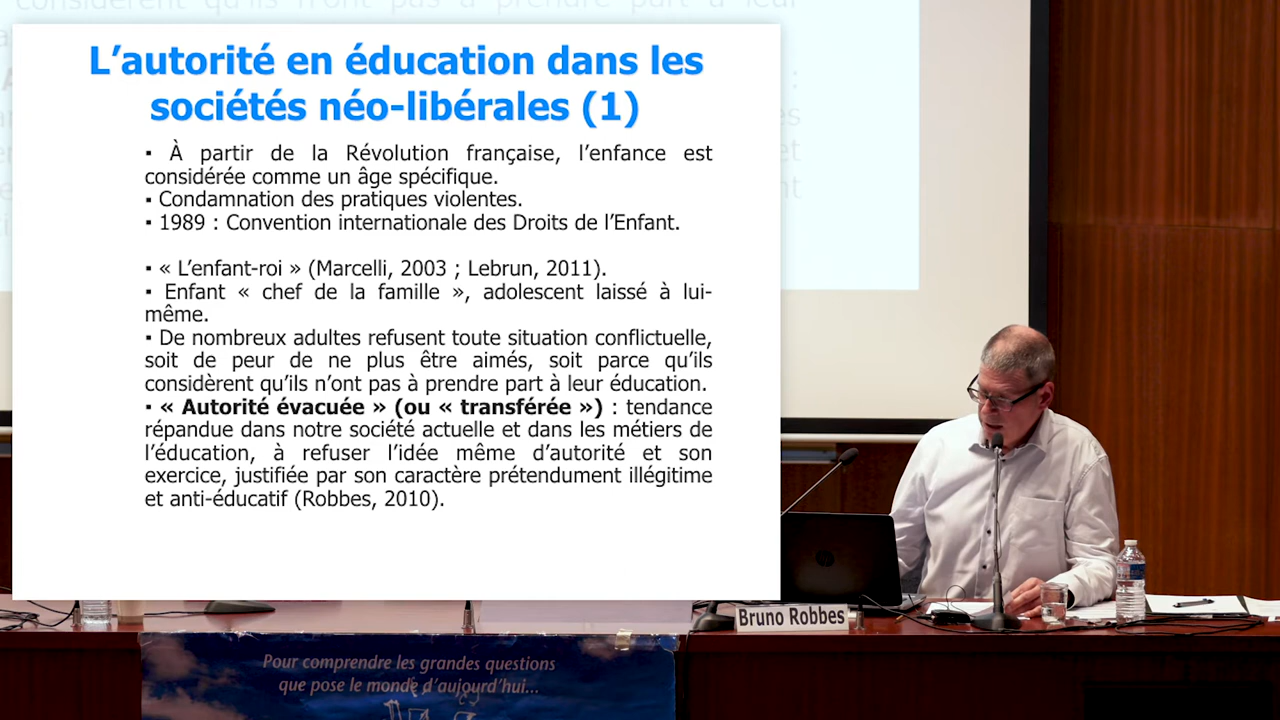 L'autorité en éducation dans les
sociétés néo-libérales (1)
▪ À partir de la Révolution française, l'enfance est
considérée comme un âge spécifique.
▪ Condamnation des pratiques violentes.
▪ 1989 : Convention internationale des Droits de l'Enfant.
▪ « L'enfant-roi » (Marcelli, 2003 ; Lebrun, 2011).
▪ Enfant « chef de la famille », adolescent laissé à lui-
même.
▪ De nombreux adultes refusent toute situation conflictuelle,
soit de peur de ne plus être aimés, soit parce qu'ils
considèrent qu'ils n'ont pas à prendre part à leur éducation.
▪ « Autorité évacuée » (ou « transférée ») : tendance
répandue dans notre société actuelle et dans les métiers de
l'éducation, à refuser l'idée même d'autorité et son
exercice, justifiée par son caractère prétendument illégitime
et anti-éducatif (Robbes, 2010).
Bruno Robbes
Pour comprendre les grandes questions
que pose le monde d'aujourd'hui...